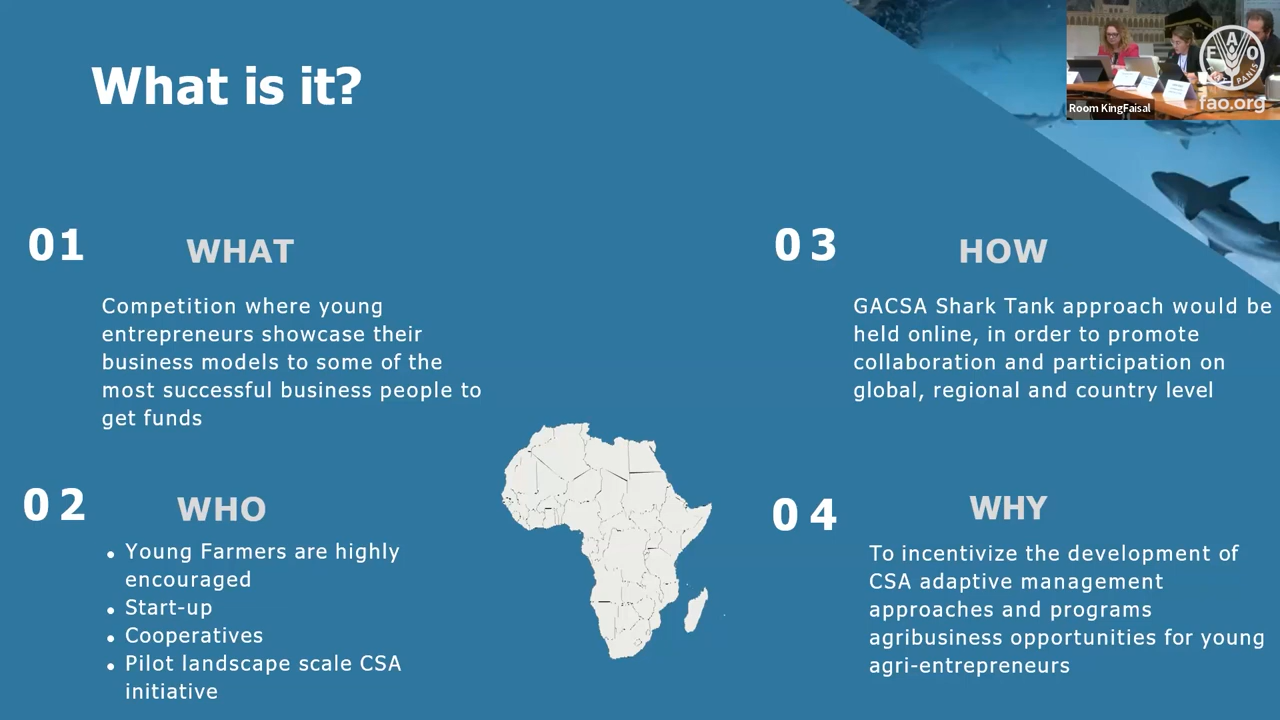 What is it?
Room KingFaisal
FAO
PANIS
fao.org
01
WHAT
Competition where young
entrepreneurs showcase their
business models to some of the
most successful business people to
get funds
02
WHO
• Young Farmers are highly
encouraged
• Start-up
• Cooperatives
• Pilot landscape scale CSA
initiative
03
HOW
GACSA Shark Tank approach would be
held online, in order to promote
collaboration and participation on
global, regional and country level
04
WHY
To incentivize the development of
CSA adaptive management
approaches and programs
agribusiness opportunities for young
agri-entrepreneurs